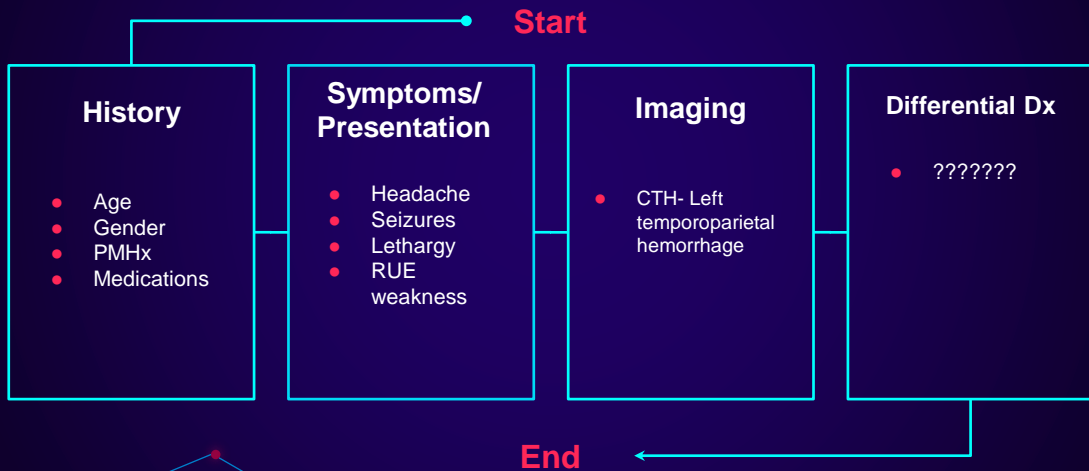 Start
History
● Age
● Gender
● PMHx
● Medications
Symptoms/
Presentation
● Headache
● Seizures
● Lethargy
● RUE
weakness
Imaging
● CTH- Left
temporoparietal
hemorrhage
Differential Dx
● ???????
End